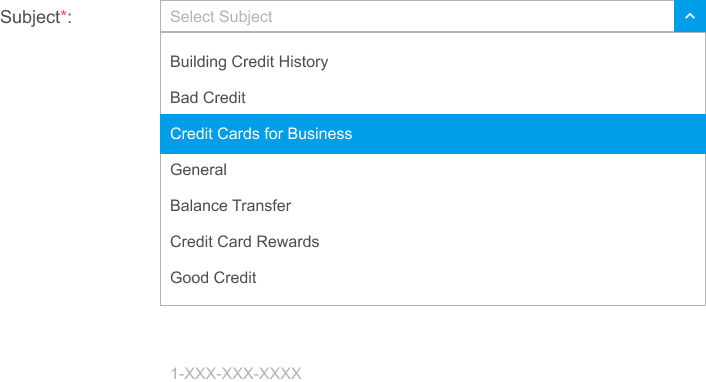 Subject*: Select Subject
Building Credit History
Bad Credit
Credit Cards for Business
General
Balance Transfer
Credit Card Rewards
Good Credit
1-XXX-XXX-XXXX